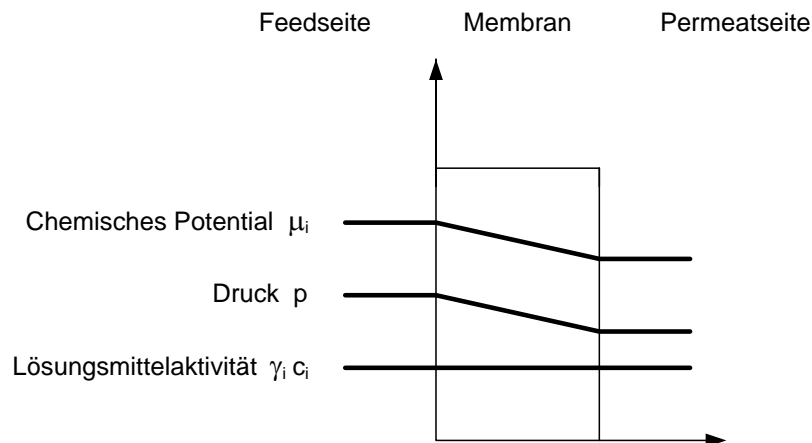 Feedseite Membran Permeatseite
Chemisches Potential μi
Druck p
Lösungsmittelaktivität γi ci